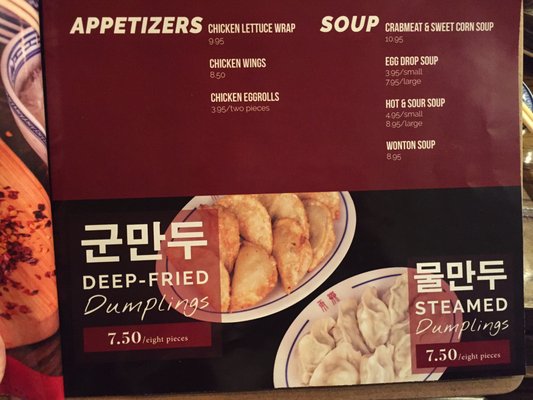 APPETIZERS
CHICKEN LETTUCE WRAP
9.95
CHICKEN WINGS
8.50
CHICKEN EGGROLLS
3.95/two pieces
SOUP
CRABMEAT & SWEET CORN SOUP
10.95
EGG DROP SOUP
3.95/small
7.95/large
HOT & SOUR SOUP
4.95/small
8.95/large
WONTON SOUP
8.95
군만두
DEEP-FRIED
Dumplings
7.50/eight pieces
물만두
STEAMED
Dumplings
7.50/eight pieces